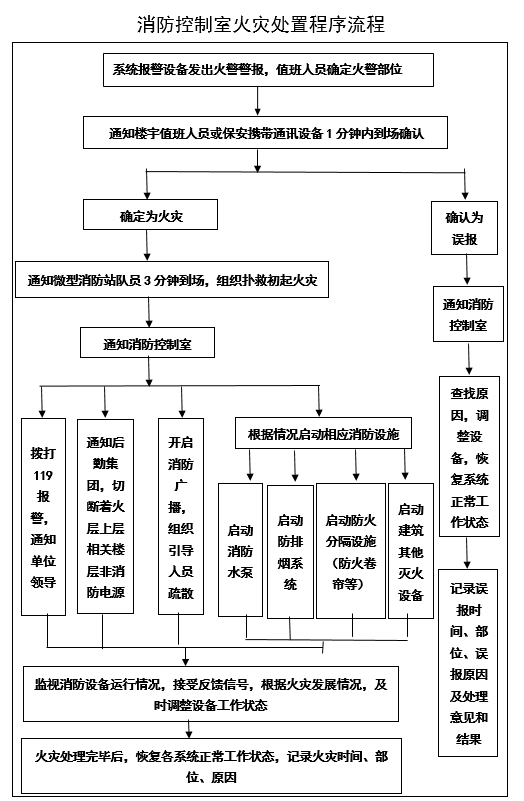 消防控制室火灾处置程序流程
系统报警设备发出火警警报，值班人员确定火警部位
通知楼宇值班人员或保安携带通讯设备1分钟内到场确认
确定为火灾
确认为
误报
通知微型消防站队员3分钟到场，组织扑救初起火灾
通知消防
控制室
通知消防控制室
查找原
因，调
整设
备，恢
复系统
正常工
作状态
拨打
119
报
警，
通知
单位
领导
通知后
勤集
团，切
断着火
层上层
相关楼
层非消
防电源
开启
消防
广
播，
组织
引导
人员
疏散
根据情况启动相应消防设施
启动
消防
水泵
启动
防排
烟系
统
启动防火
分隔设施
（防火卷
帘等）
启动
建筑
其他
灭火
设备
记录误
报时
间、部
位、误
报原因
及处理
意见和
结果
监视消防设备运行情况，接受反馈信号，根据火灾发展情况，及
时调整设备工作状态
火灾处理完毕后，恢复各系统正常工作状态，记录火灾时间、部
位、原因